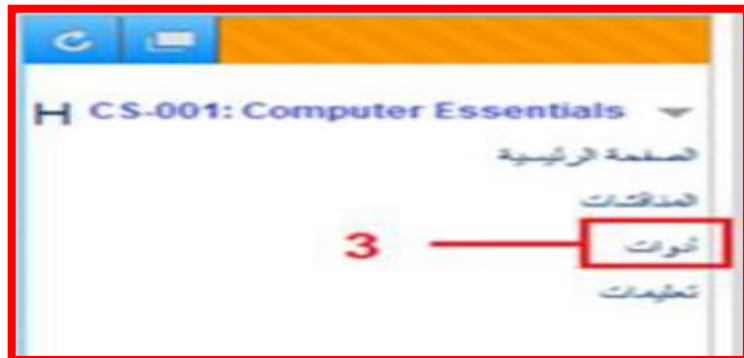 CS-001: Computer Essentials
الصفحة الرئيسية
المناقشات
3
أدوات
تعليمات